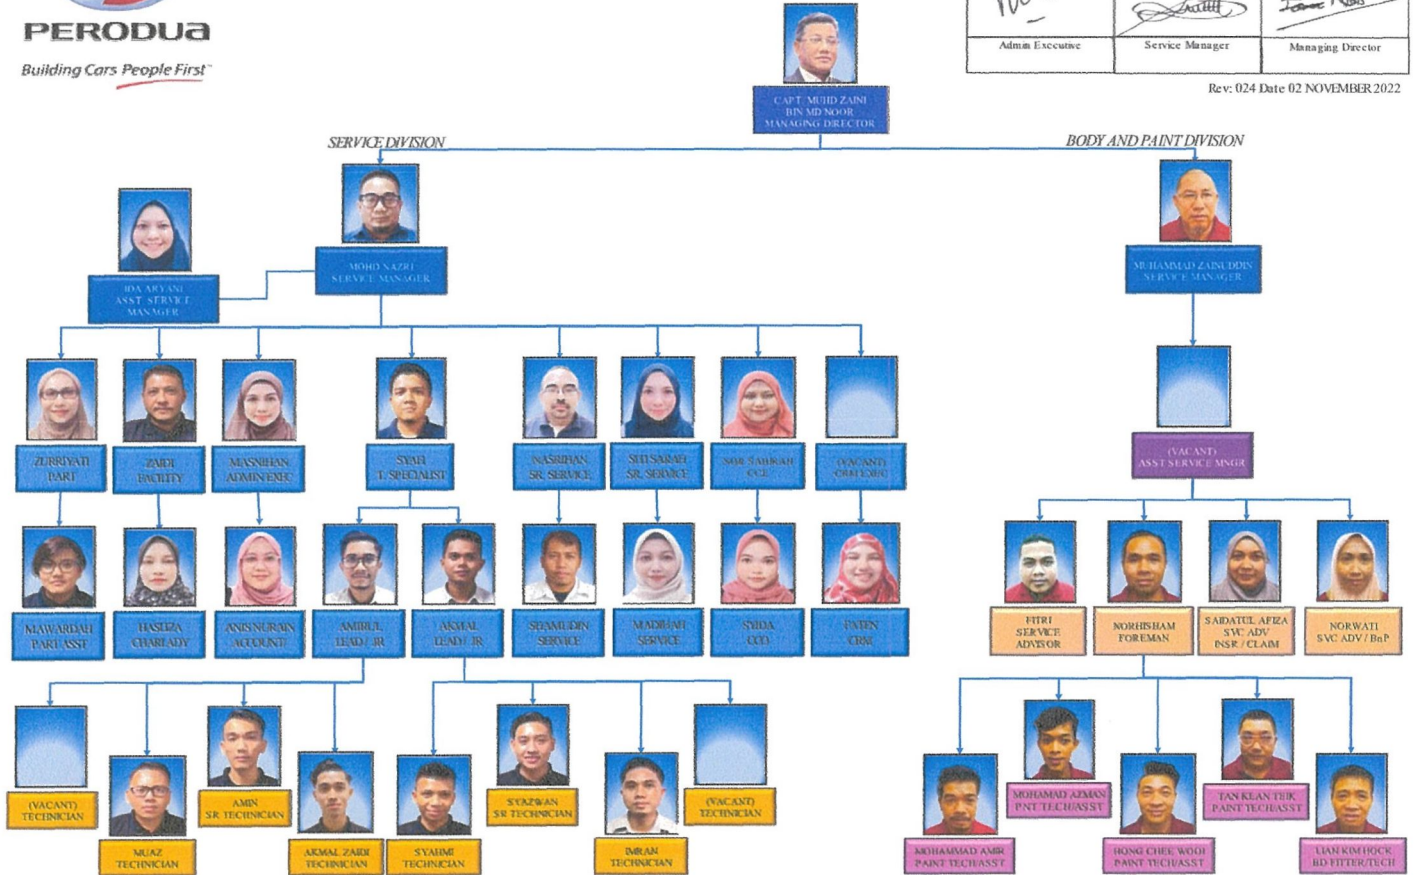 PERODUA
Building Cars People First
Admin Executive
Service Manager
Managing Director
Rev: 024 Date 02 NOVEMBER 2022
CAPT. MUHD ZAINI
BIN MD NOOR
MANAGING DIRECTOR
SERVICE DIVISION
BODY AND PAINT DIVISION
IDA ARYANI
ASST. SERVICE
MANAGER
MOHD NAZRI
SERVICE MANAGER
MUHAMMAD ZAINUDDIN
SERVICE MANAGER
ZURRIYATI
PART
ZAIDI
FACILITY
MASNIHAN
ADMIN EXEC
SYAH
T. SPECIALIST
NASRIHAN
SR. SERVICE
SITI SARAH
SR. SERVICE
NOR SAHIRAH
CCE
(VACANT)
CRM EXEC
(VACANT)
ASST SERVICE MNGR
MAWARDAH
PART ASST
HASLIZA
CHARLADY
ANIS NURAIN
ACCOUNT
AMIRUL
LEAD / JR
AKMAL
LEAD / JR
SHAMUDIN
SERVICE
MADIHAH
SERVICE
SYIDA
CCO
FATEN
CRM
FITRI
SERVICE
ADVISOR
NORHISHAM
FOREMAN
SAIDATUL AFIZA
SVC ADV
INSR / CLAIM
NORWATI
SVC ADV / BnP
(VACANT)
TECHNICIAN
MUAZ
TECHNICIAN
AMIN
SR TECHNICIAN
AKMAL ZAIDI
TECHNICIAN
SYAHMI
TECHNICIAN
SYAZWAN
SR TECHNICIAN
IMRAN
TECHNICIAN
(VACANT)
TECHNICIAN
MOHAMMAD AMIR
PAINT TECH/ASST
MOHAMAD AZMAN
PNT TECH/ASST
HONG CHEE WOOI
PAINT TECH/ASST
TAN KEAN TEIK
PAINT TECH/ASST
LIAN KIM HOCK
BD FITTER/TECH